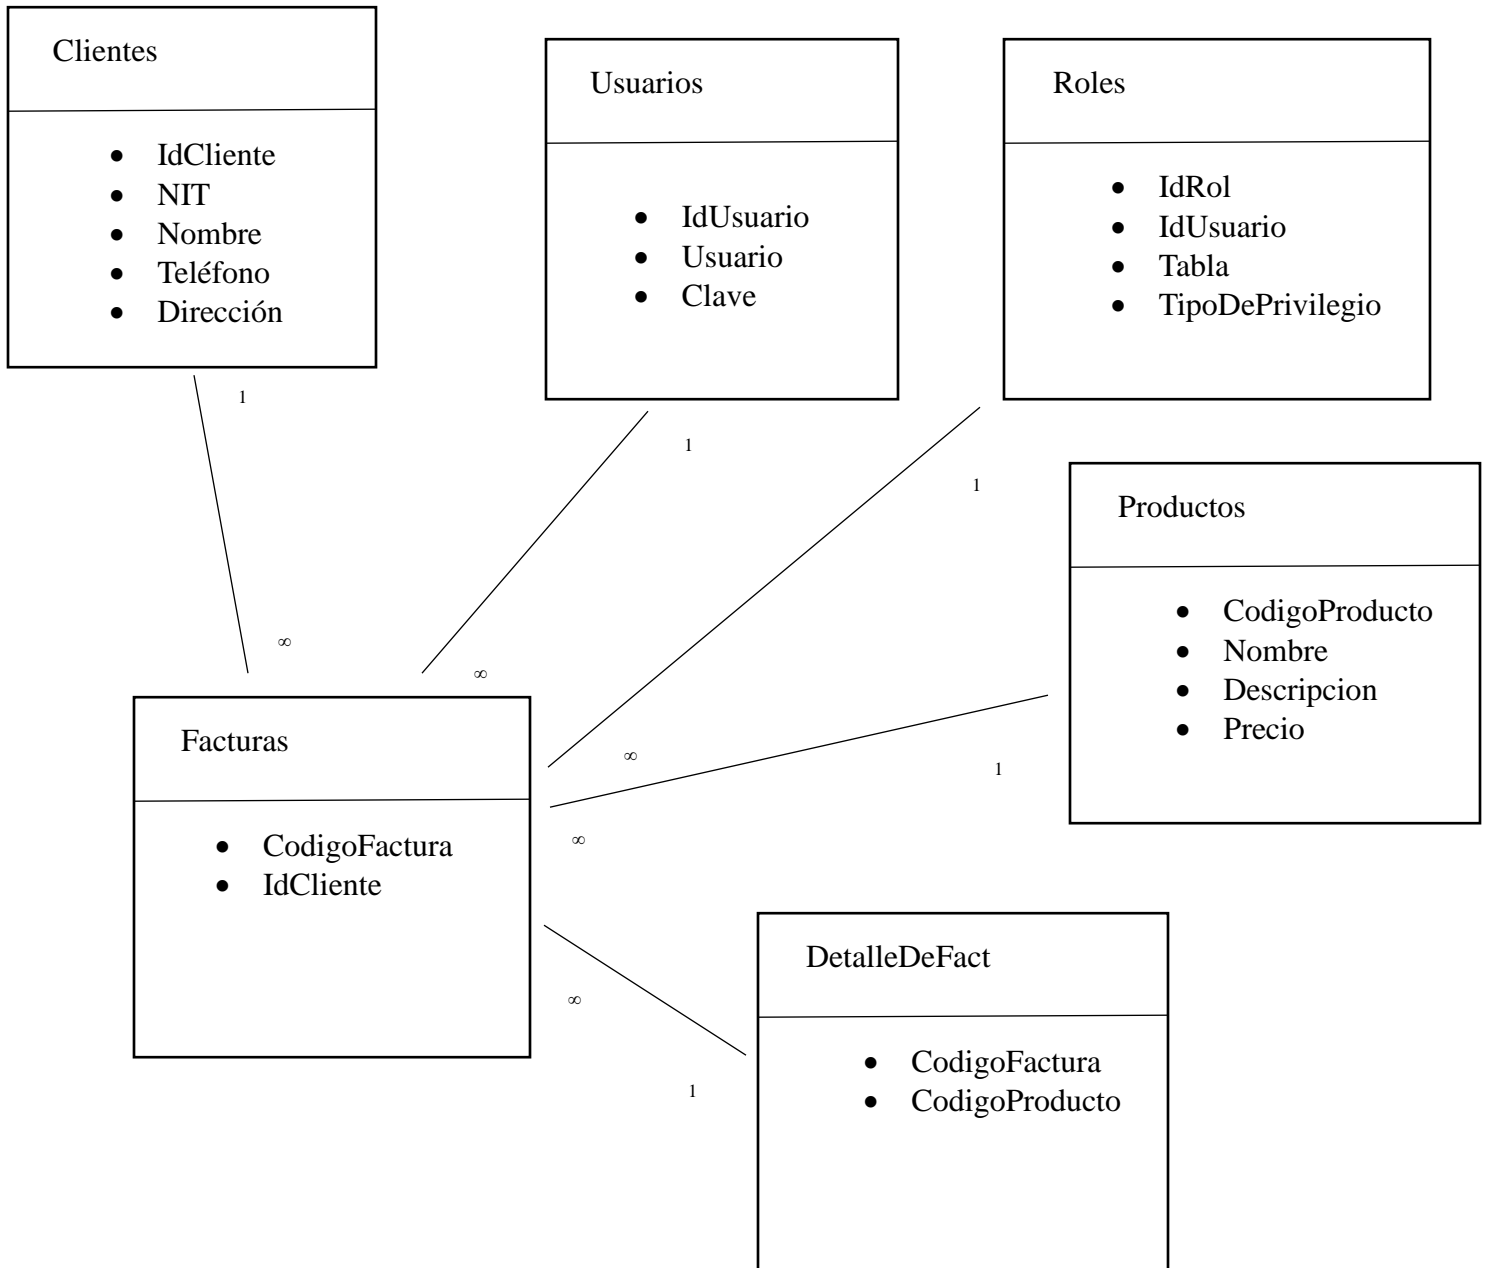 Clientes
• IdCliente
• NIT
• Nombre
• Teléfono
• Dirección
Usuarios
• IdUsuario
• Usuario
• Clave
Roles
• IdRol
• IdUsuario
• Tabla
• TipoDePrivilegio
1
1
1
Productos
• CodigoProducto
• Nombre
• Descripcion
• Precio
∞
∞
∞
1
∞
Facturas
• CodigoFactura
• IdCliente
∞
1
DetalleDeFact
• CodigoFactura
• CodigoProducto